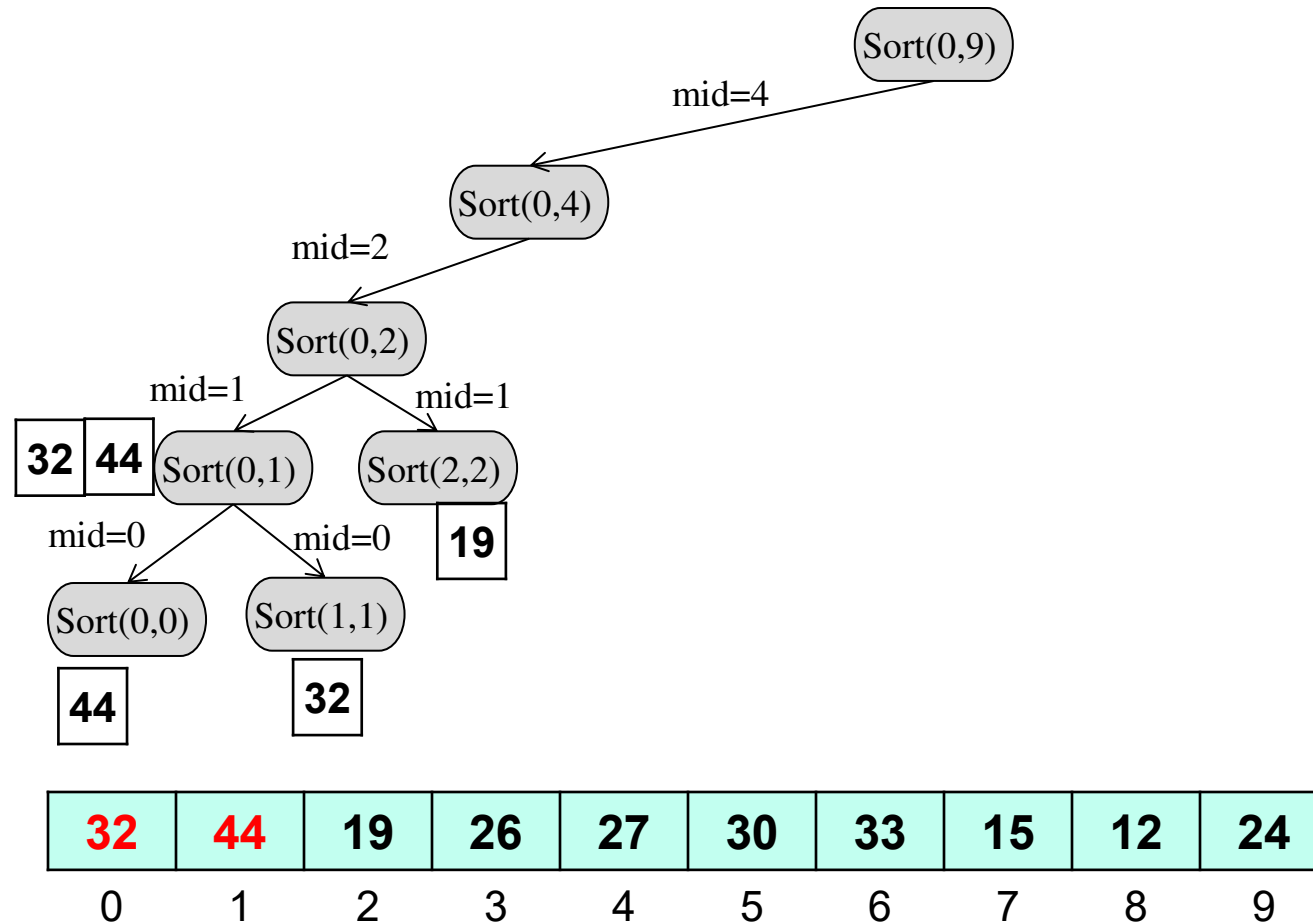 Sort(0,9)
mid=4
Sort(0,4)
mid=2
Sort(0,2)
mid=1 mid=1
32 44 Sort(0,1) Sort(2,2)
mid=0 mid=0 19
Sort(0,0) Sort(1,1)
44 32
32 44 19 26 27 30 33 15 12 24
0 1 2 3 4 5 6 7 8 9